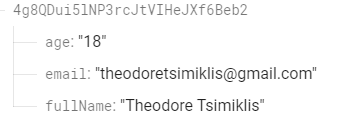 4g8QDui5lNP3rcJtVIHeJXf6Beb2
age: "18"
email: "theodoretsimiklis@gmail.com"
fullName: "Theodore Tsimiklis"